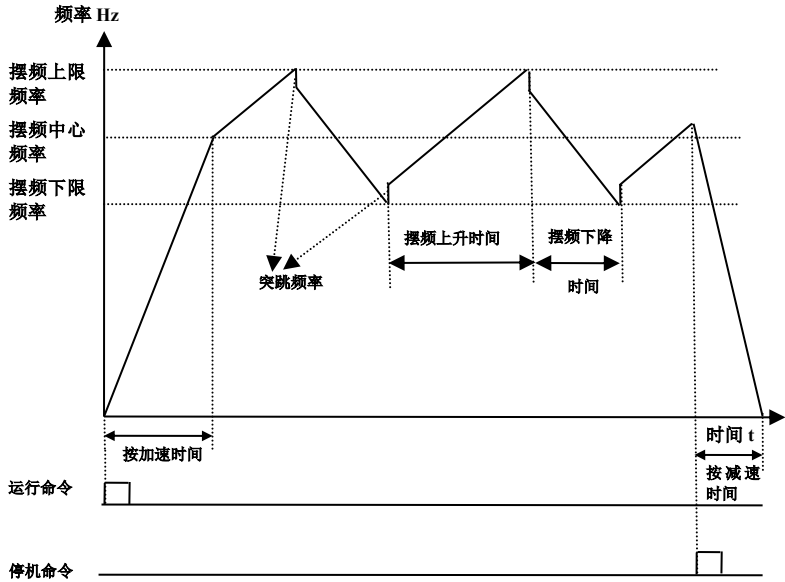 频率 Hz
摆频上限
频率
摆频中心
频率
摆频下限
频率
摆频上升时间
摆频下降
时间
突跳频率
时间 t
按加速时间
按减速
时间
运行命令
停机命令